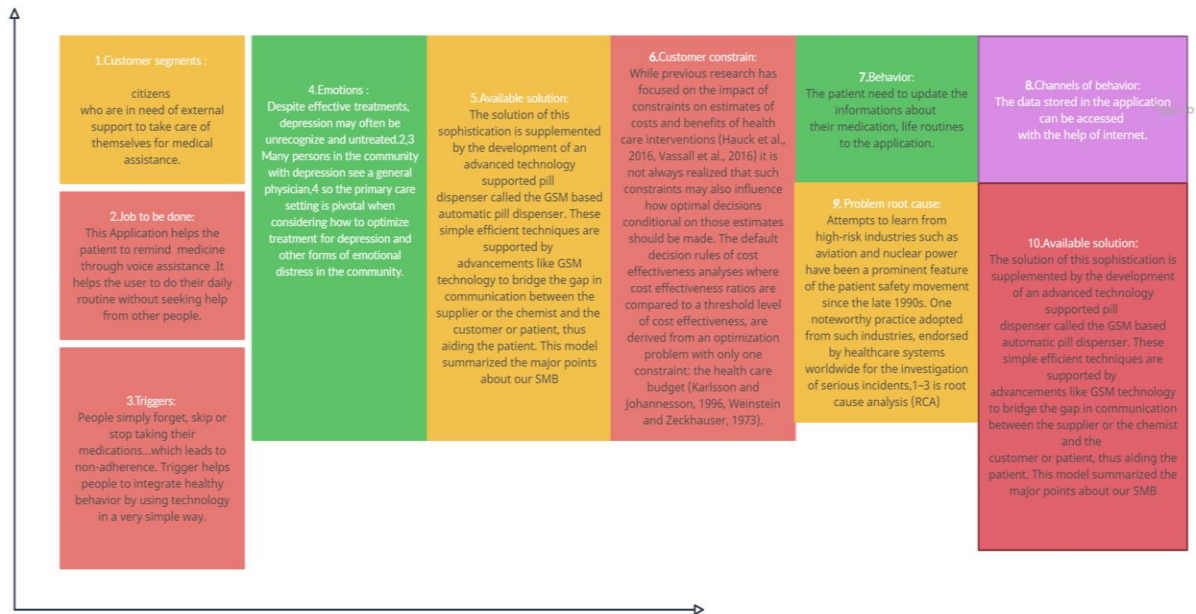 1.Customer segments :
citizens
who are in need of external
support to take care of
themselves for medical
assistance.
2.Job to be done:
This Application helps the
patient to remind medicine
through voice assistance .It
helps the user to do their daily
routine without seeking help
from other people.
3.Triggers:
People simply forget, skip or
stop taking their
medications...which leads to
non-adherence. Trigger helps
people to integrate healthy
behavior by using technology
in a very simple way.
4.Emotions :
Despite effective treatments,
depression may often be
unrecognize and untreated.2,3
Many persons in the community
with depression see a general
physician,4 so the primary care
setting is pivotal when
considering how to optimize
treatment for depression and
other forms of emotional
distress in the community.
5.Available solution:
The solution of this
sophistication is supplemented
by the development of an
advanced technology
supported pill
dispenser called the GSM based
automatic pill dispenser. These
simple efficient techniques are
supported by
advancements like GSM
technology to bridge the gap in
communication between the
supplier or the chemist and the
customer or patient, thus
aiding the patient. This model
summarized the major points
about our SMB
6.Customer constrain:
While previous research has
focused on the impact of
constraints on estimates of
costs and benefits of health
care interventions (Hauck et al.,
2016, Vassall et al., 2016) it is
not always realized that such
constraints may also influence
how optimal decisions
conditional on those estimates
should be made. The default
decision rules of cost
effectiveness analyses where
cost effectiveness ratios are
compared to a threshold level
of cost effectiveness, are
derived from an optimization
problem with only one
constraint: the health care
budget (Karlsson and
Johannesson, 1996, Weinstein
and Zeckhauser, 1973).
7.Behavior:
The patient need to update the
informations about
their medication, life routines
to the application.
8.Channels of behavior:
The data stored in the application
can be accessed
with the help of internet.
9. Problem root cause:
Attempts to learn from
high-risk industries such as
aviation and nuclear power
have been a prominent feature
of the patient safety movement
since the late 1990s. One
noteworthy practice adopted
from such industries, endorsed
by healthcare systems
worldwide for the investigation
of serious incidents,1–3 is root
cause analysis (RCA)
10.Available solution:
The solution of this sophistication is
supplemented by the development
of an advanced technology
supported pill
dispenser called the GSM based
automatic pill dispenser. These
simple efficient techniques are
supported by
advancements like GSM technology
to bridge the gap in communication
between the supplier or the chemist
and the
customer or patient, thus aiding the
patient. This model summarized the
major points about our SMB